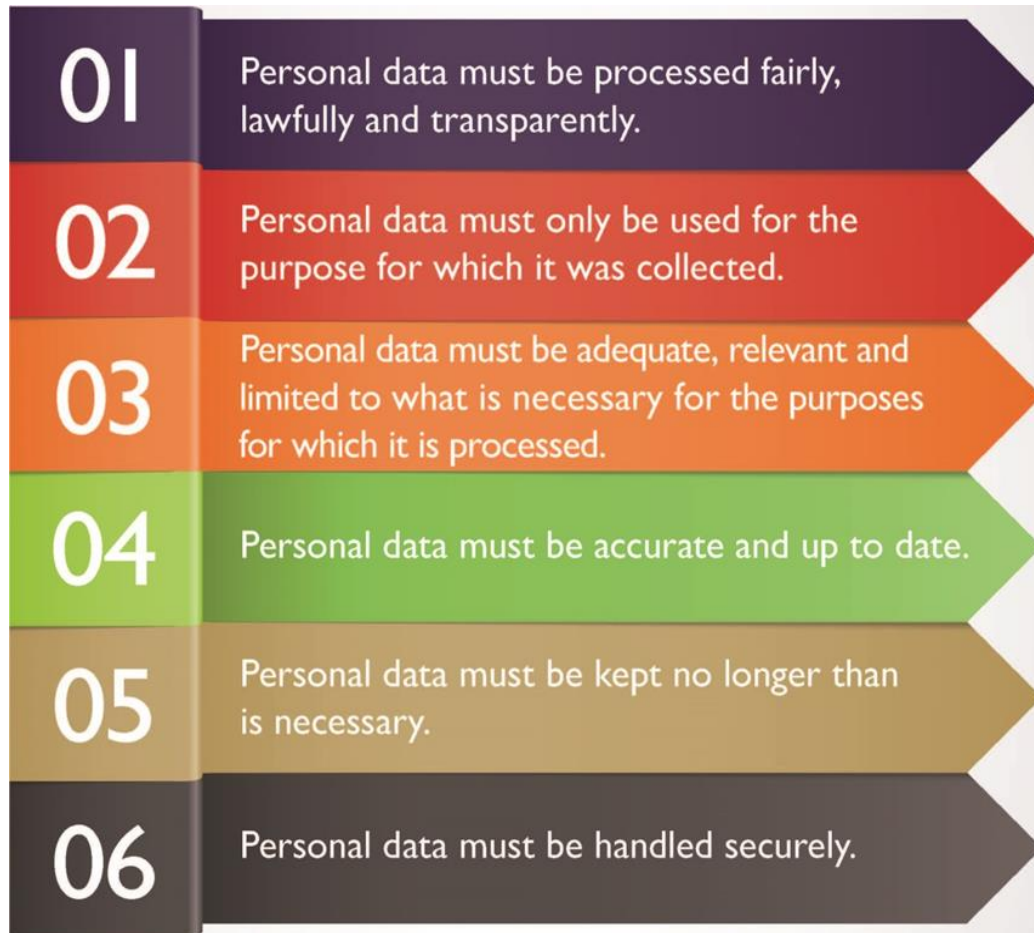 01
Personal data must be processed fairly,
lawfully and transparently.
02
Personal data must only be used for the
purpose for which it was collected.
03
Personal data must be adequate, relevant and
limited to what is necessary for the purposes
for which it is processed.
04
Personal data must be accurate and up to date.
05
Personal data must be kept no longer than
is necessary.
06
Personal data must be handled securely.